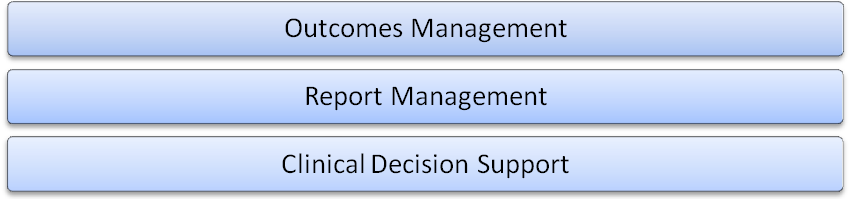 Outcomes Management
Report Management
Clinical Decision Support